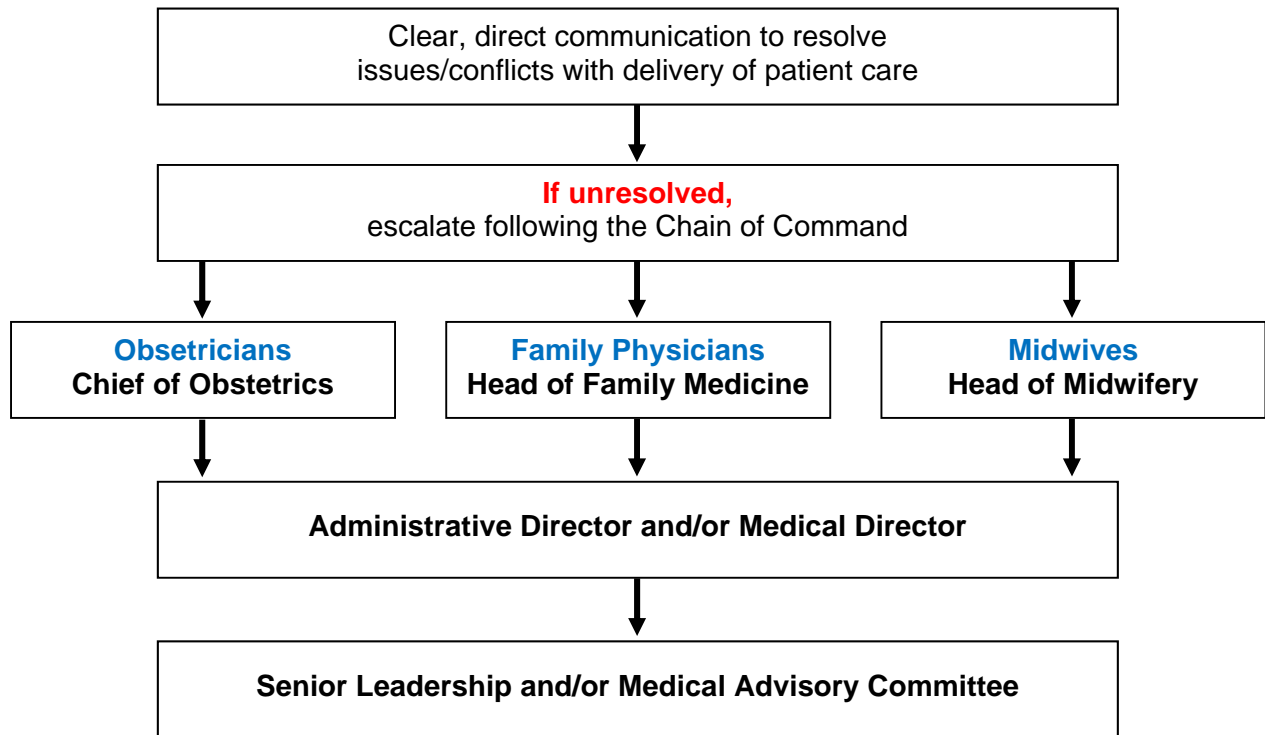 Clear, direct communication to resolve
issues/conflicts with delivery of patient care
If unresolved,
escalate following the Chain of Command
Obsetricians
Chief of Obstetrics
Family Physicians
Head of Family Medicine
Midwives
Head of Midwifery
Administrative Director and/or Medical Director
Senior Leadership and/or Medical Advisory Committee